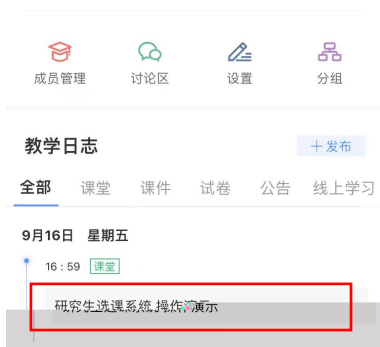 成员管理 讨论区 设置 分组
教学日志 +发布
全部 课堂 课件 试卷 公告 线上学习
9月16日 星期五
16:59 课堂
研究生选课系统 操作演示